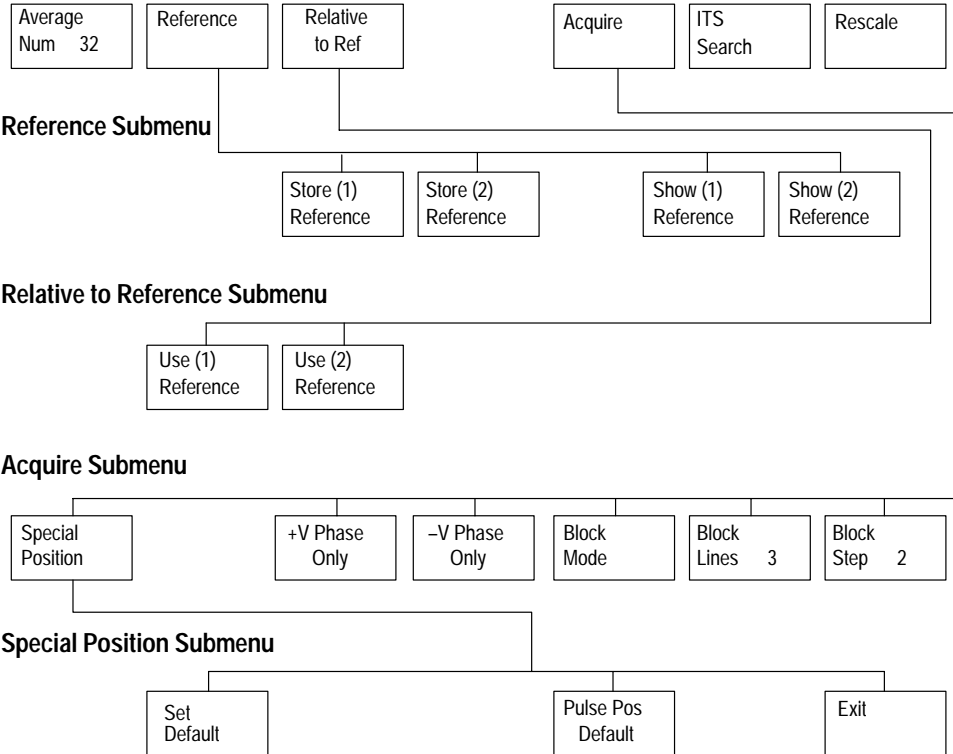 Average
Num 32
Reference
Relative
to Ref
Acquire
ITS
Search
Rescale
Reference Submenu
Store (1)
Reference
Store (2)
Reference
Show (1)
Reference
Show (2)
Reference
Relative to Reference Submenu
Use (1)
Reference
Use (2)
Reference
Acquire Submenu
Special
Position
+V Phase
Only
–V Phase
Only
Block
Mode
Block
Lines 3
Block
Step 2
Special Position Submenu
Set
Default
Pulse Pos
Default
Exit